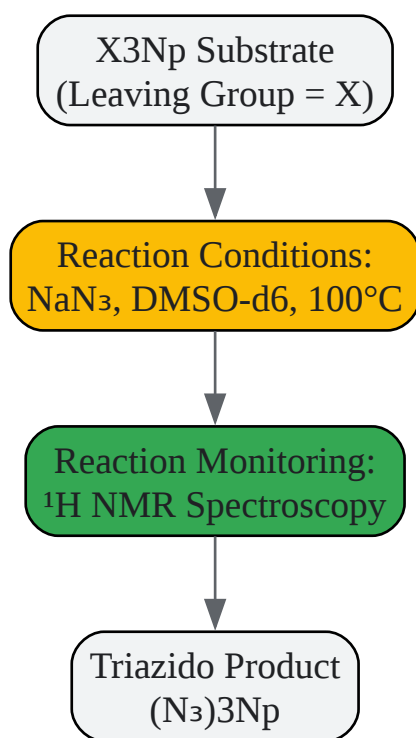 X3Np Substrate
(Leaving Group = X)
Reaction Conditions:
NaN₃, DMSO-d6, 100°C
Reaction Monitoring:
¹H NMR Spectroscopy
Triazido Product
(N₃)3Np